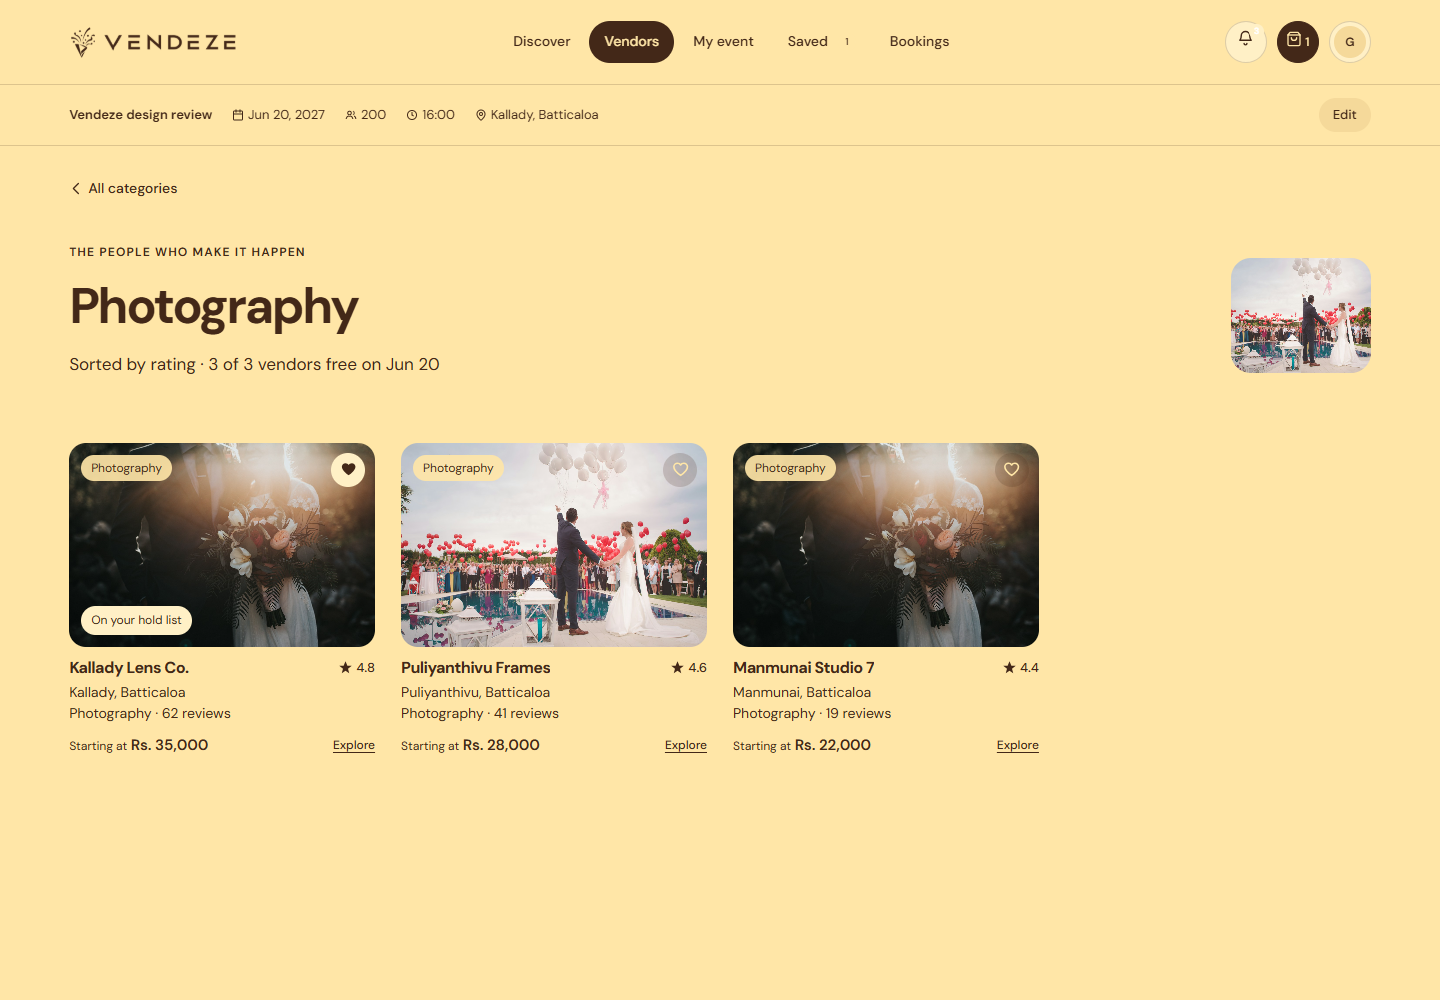 VENDEZE
Discover Vendors My event Saved 1 Bookings
1 G
Vendeze design review Jun 20, 2027 200 16:00 Kallady, Batticaloa Edit
All categories
THE PEOPLE WHO MAKE IT HAPPEN
Photography
Sorted by rating · 3 of 3 vendors free on Jun 20
Photography
On your hold list
Kallady Lens Co. ★ 4.8
Kallady, Batticaloa
Photography · 62 reviews
Starting at Rs. 35,000 Explore
Photography
Puliyanthivu Frames ★ 4.6
Puliyanthivu, Batticaloa
Photography · 41 reviews
Starting at Rs. 28,000 Explore
Photography
Manmunai Studio 7 ★ 4.4
Manmunai, Batticaloa
Photography · 19 reviews
Starting at Rs. 22,000 Explore